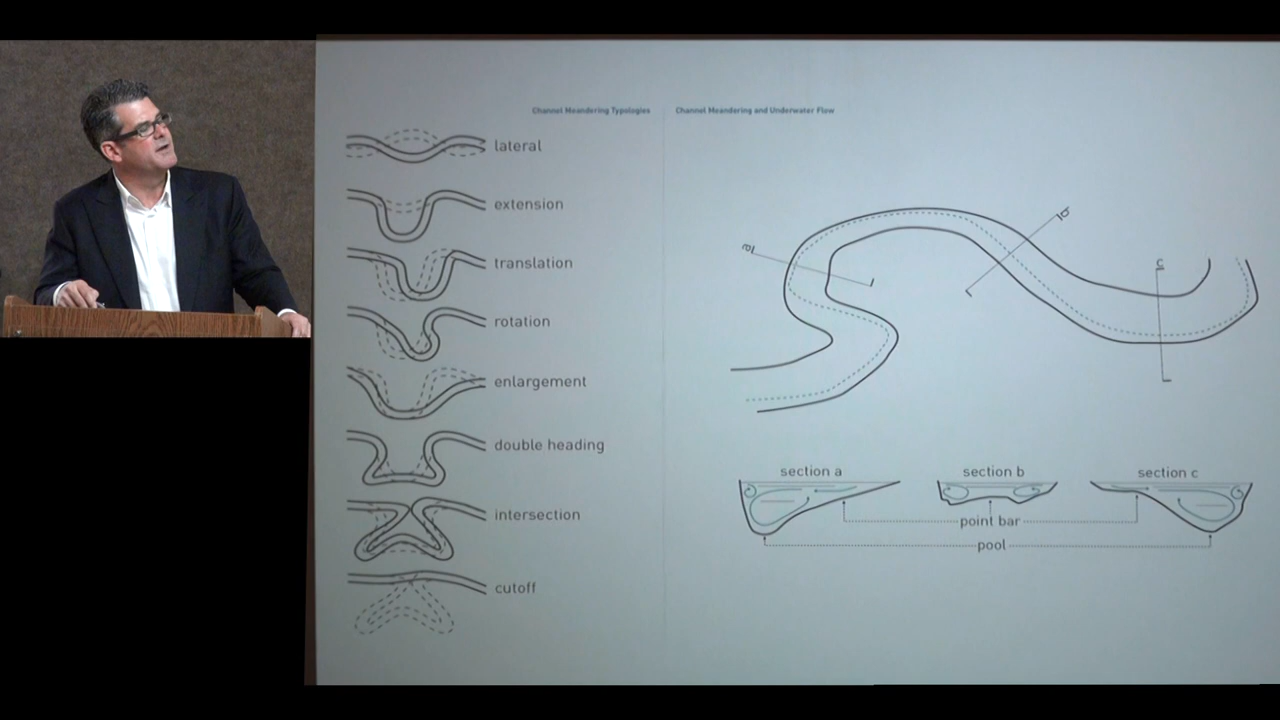 Channel Meandering Typologies
lateral
extension
translation
rotation
enlargement
double heading
intersection
cutoff
Channel Meandering and Underwater Flow
a
b
c
section a
section b
section c
point bar
pool